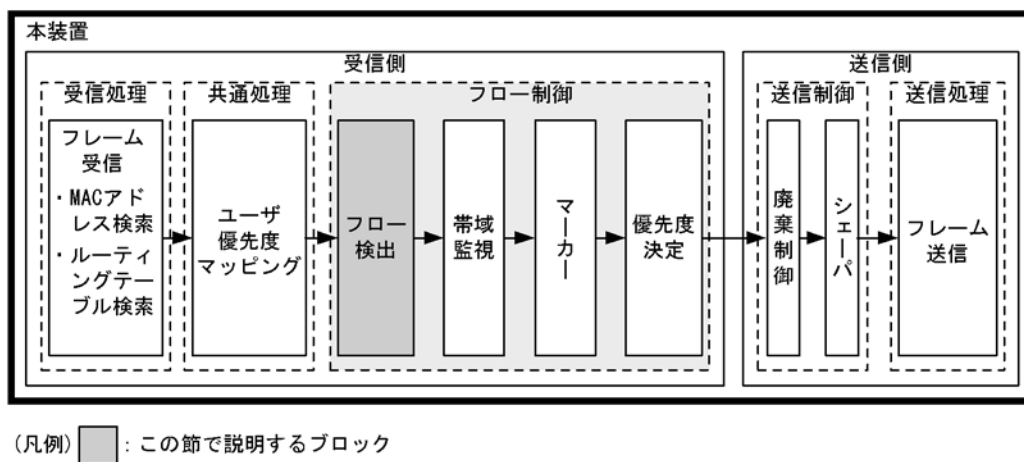 本装置
受信側
送信側
受信処理
共通処理
フロー制御
送信制御
送信処理
フレーム
受信
・MACアド
レス検索
・ルーティ
ングテー
ブル検索
ユーザ
優先度
マッピング
フロー
検出
帯域
監視
マーカー
優先度
決定
廃棄制御
シェーパ
フレーム
送信
(凡例) : この節で説明するブロック